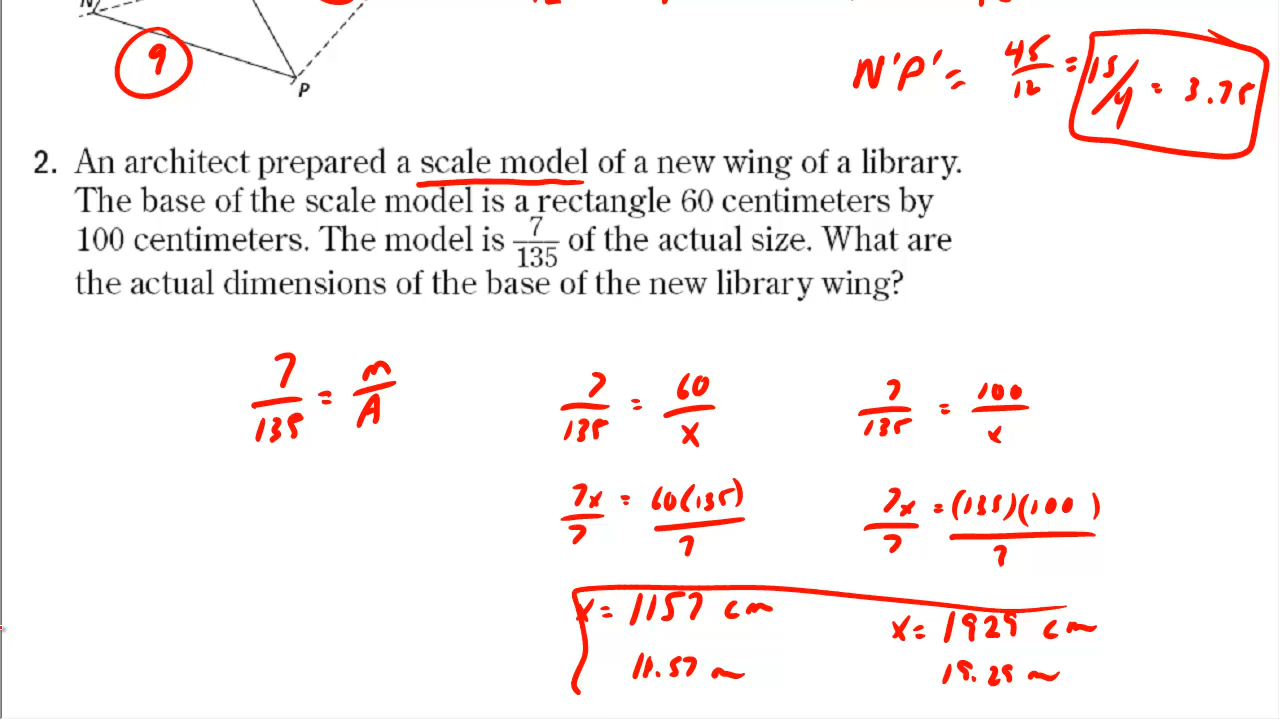 N
9
P
N'P' = 45/12 = 15/4 = 3.75
2. An architect prepared a scale model of a new wing of a library.
The base of the scale model is a rectangle 60 centimeters by
100 centimeters. The model is 7/135 of the actual size. What are
the actual dimensions of the base of the new library wing?
7/135 = m/A
7/135 = 60/x
7/135 = 100/x
7x/7 = 60(135)/7
7x/7 = (135)(100)/7
x = 1157 cm
x = 1929 cm
11.57 m
19.29 m